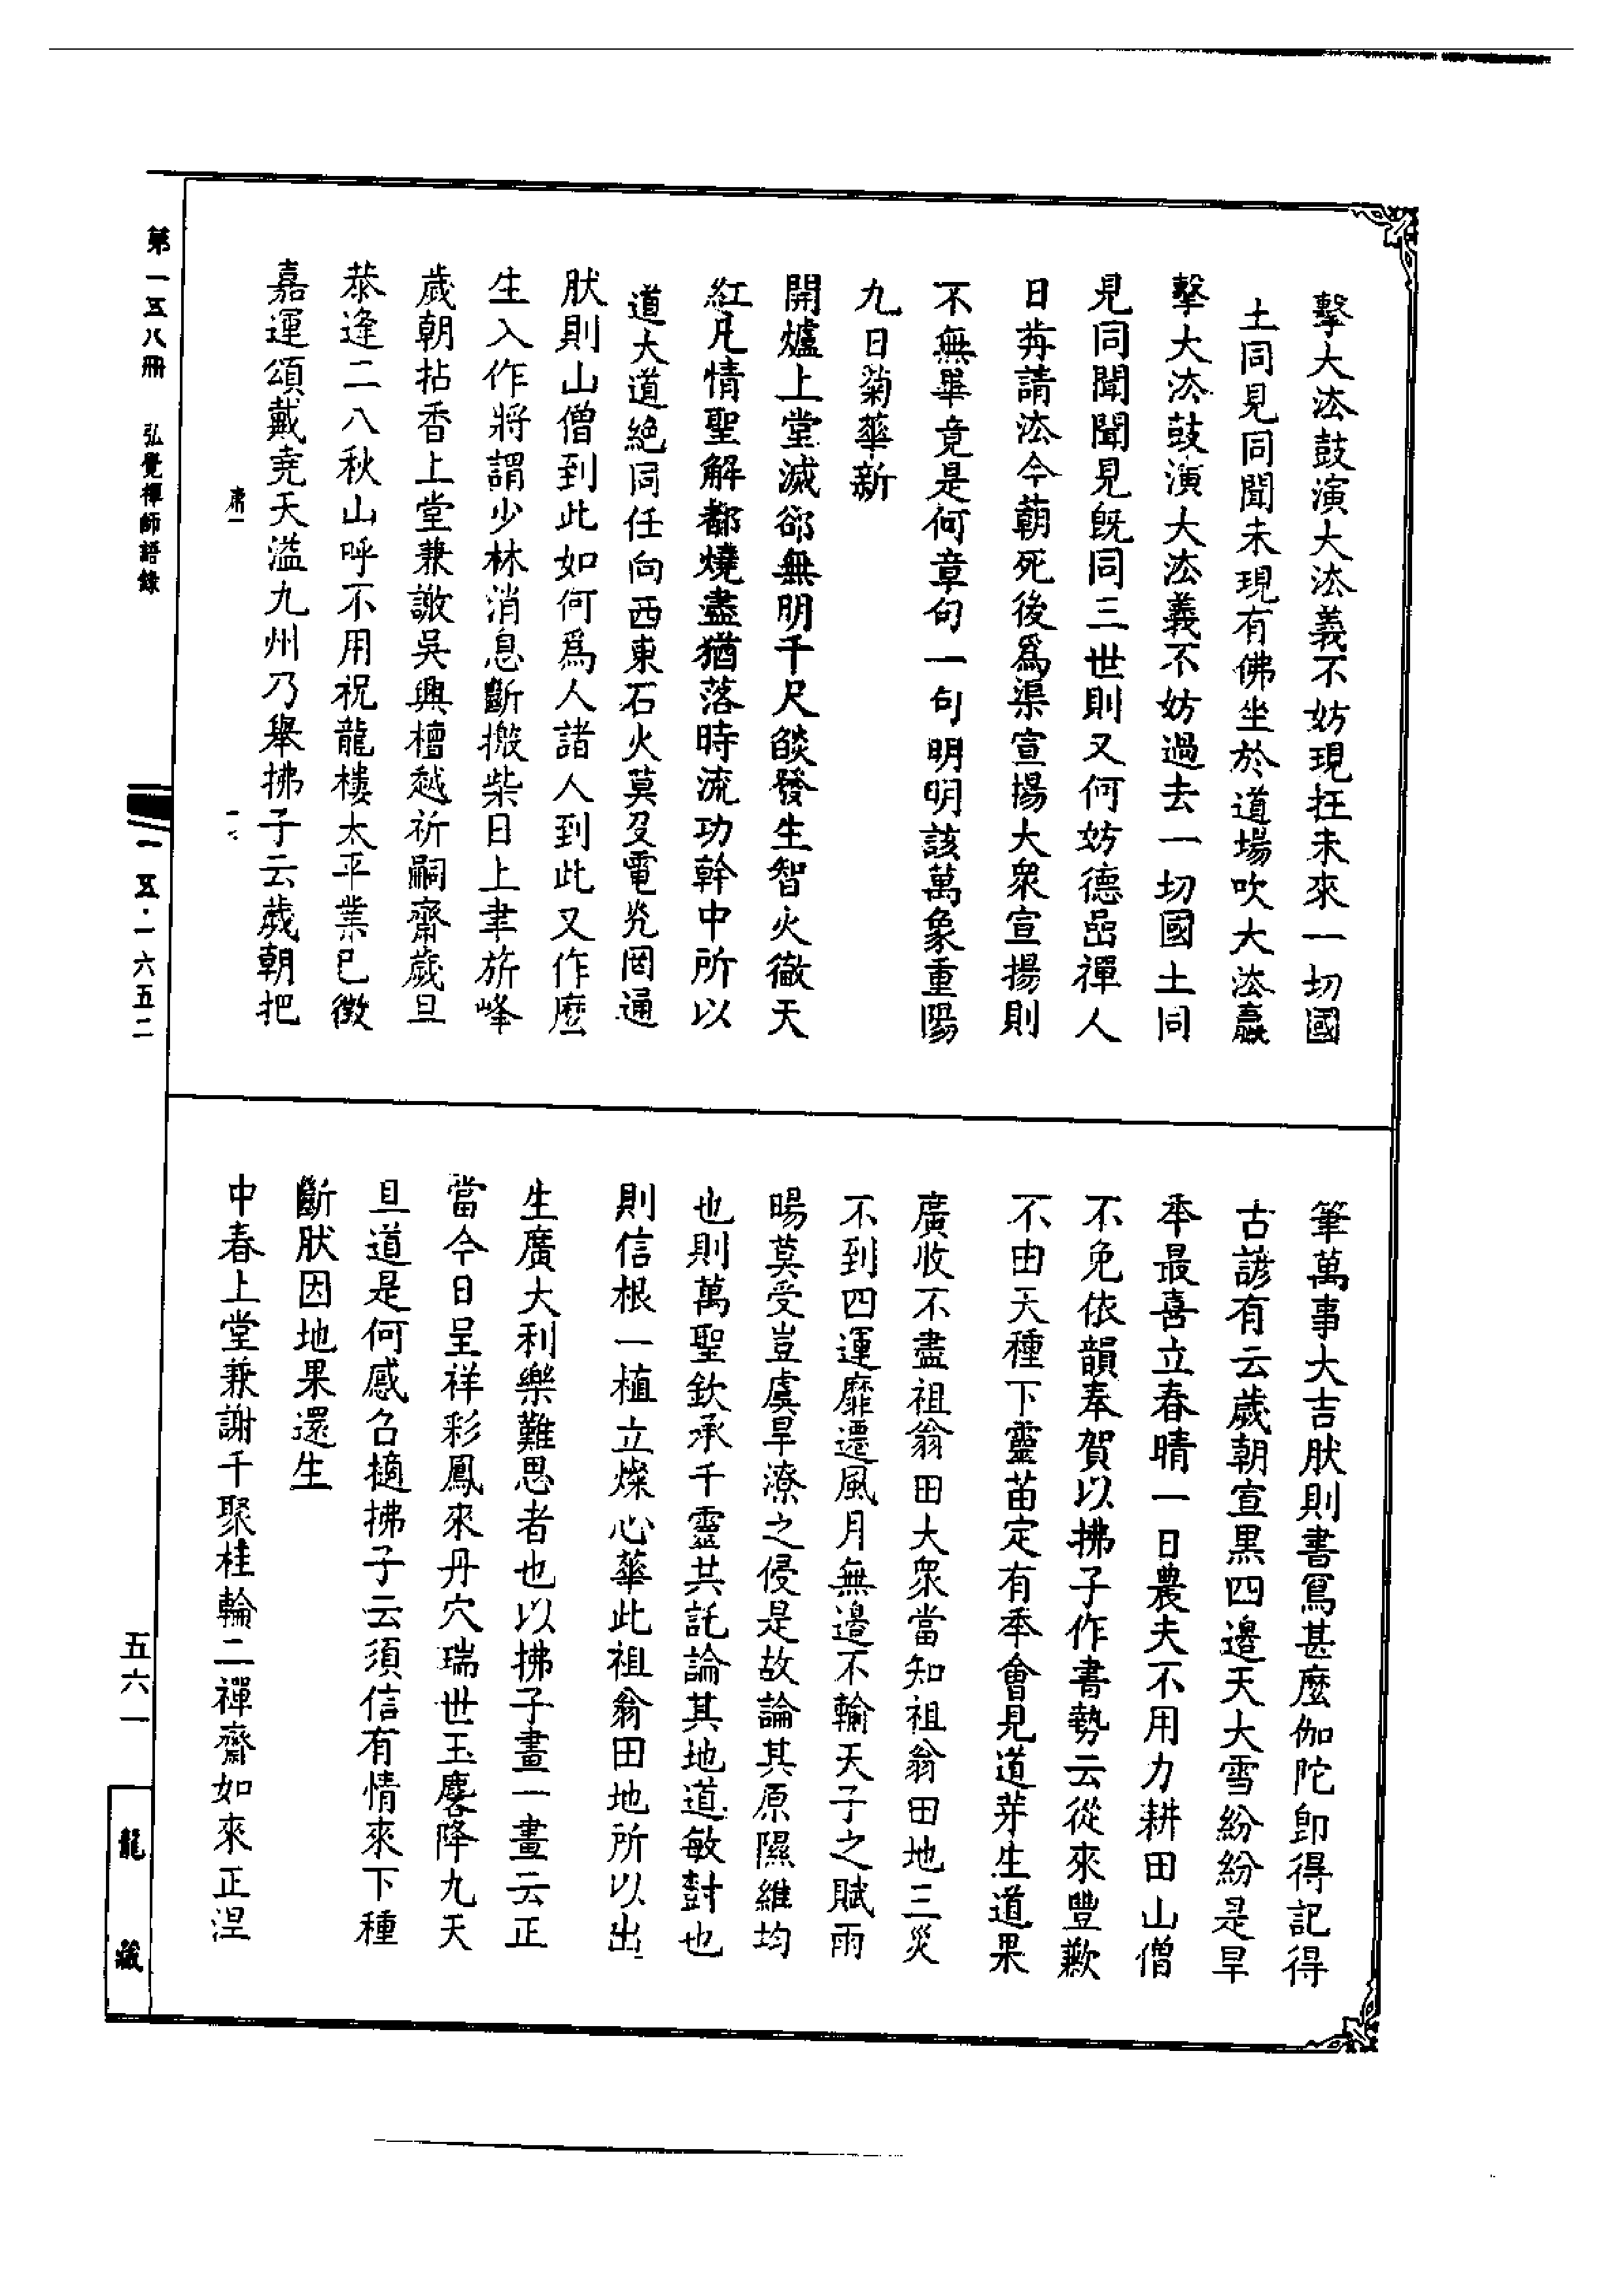 擊大法鼓演大法義不妨現在未來一切國
土同見同聞未現有佛坐於道場吹大法蠃
擊大法鼓演大法義不妨過去一切國土同
見同聞聞見旣同三世則又何妨德嵒禪人
日前請法今朝死後爲渠宣揚大衆宣揚則
不無畢竟是何章句一句明明該萬象重陽
九日菊華新
開爐上堂滅郤無明千尺燄發生智火徹天
紅凡情聖解都燒盡猶落時流功幹中所以
道大道絕同任向西東石火莫及電光罔通
肰則山僧到此如何爲人諸人到此又作麽
生入作將謂少林消息斷搬柴日上聿旂峰
歲朝拈香上堂兼謝吳興檀越祈嗣齋歲旦
恭逢二八秋山呼不用祝龍樓太平業已徵
嘉運頌戴堯天溢九州乃舉拂子云歲朝把
筆萬事大吉肰則書寫甚麽伽陀卽得記得
古諺有云歲朝宣黑四邊天大雪紛紛是旱
秊最喜立春晴一日農夫不用力耕田山僧
不免依韻奉賀以拂子作書勢云從來豐歉
不由天種下靈苗定有秊會見道芽生道果
廣收不盡祖翁田大衆當知祖翁田地三災
不到四運靡遷風月無邊不輸天子之賦雨
暘莫受豈虞旱潦之侵是故論其原隰維均
也則萬聖欽承千靈共託論其地道敏尌也
則信根一植立燦心華此祖翁田地所以出
生廣大利樂難思者也以拂子畫一畫云正
當今日呈祥彩鳳來丹穴瑞世玉麐降九天
且道是何感召擿拂子云須信有情來下種
斷肰因地果還生
中春上堂兼謝千聚桂輪二禪齋如來正涅
第一五八冊 弘覺禪師語錄
一五·一六五二
五六一
龍藏